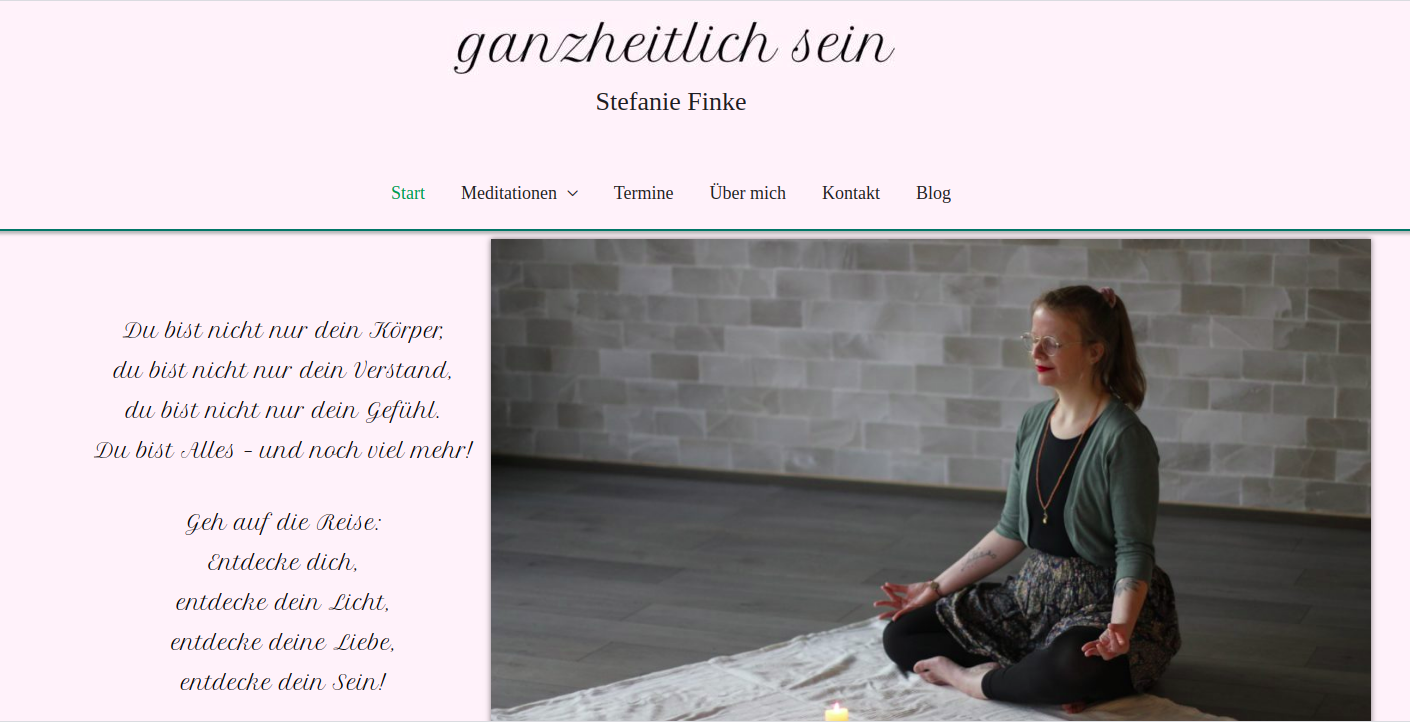 ganzheitlich sein
Stefanie Finke
Start Meditationen Termine Über mich Kontakt Blog
Du bist nicht nur dein Körper,
du bist nicht nur dein Verstand,
du bist nicht nur dein Gefühl.
Du bist Alles – und noch viel mehr!
Geh auf die Reise:
Entdecke dich,
entdecke dein Licht,
entdecke deine Liebe,
entdecke dein Sein!